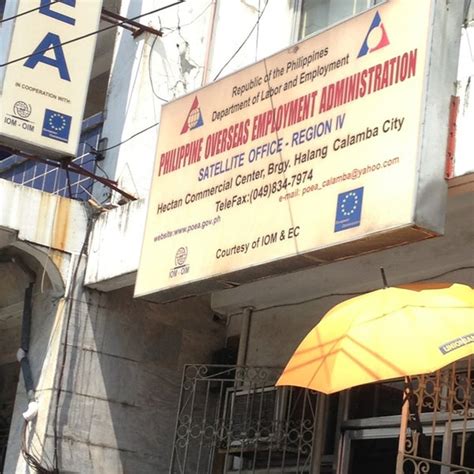 EA
IN COOPERATION WITH:
IOM • OIM
Republic of the Philippines
Department of Labor and Employment
PHILIPPINE OVERSEAS EMPLOYMENT ADMINISTRATION
SATELLITE OFFICE - REGION IV
Hectan Commercial Center, Brgy. Halang Calamba City
TeleFax:(049)834-7974
website:www.poea.gov.ph
e-mail: poea_calamba@yahoo.com
IOM • OIM
Courtesy of IOM & EC
UNIONBANK